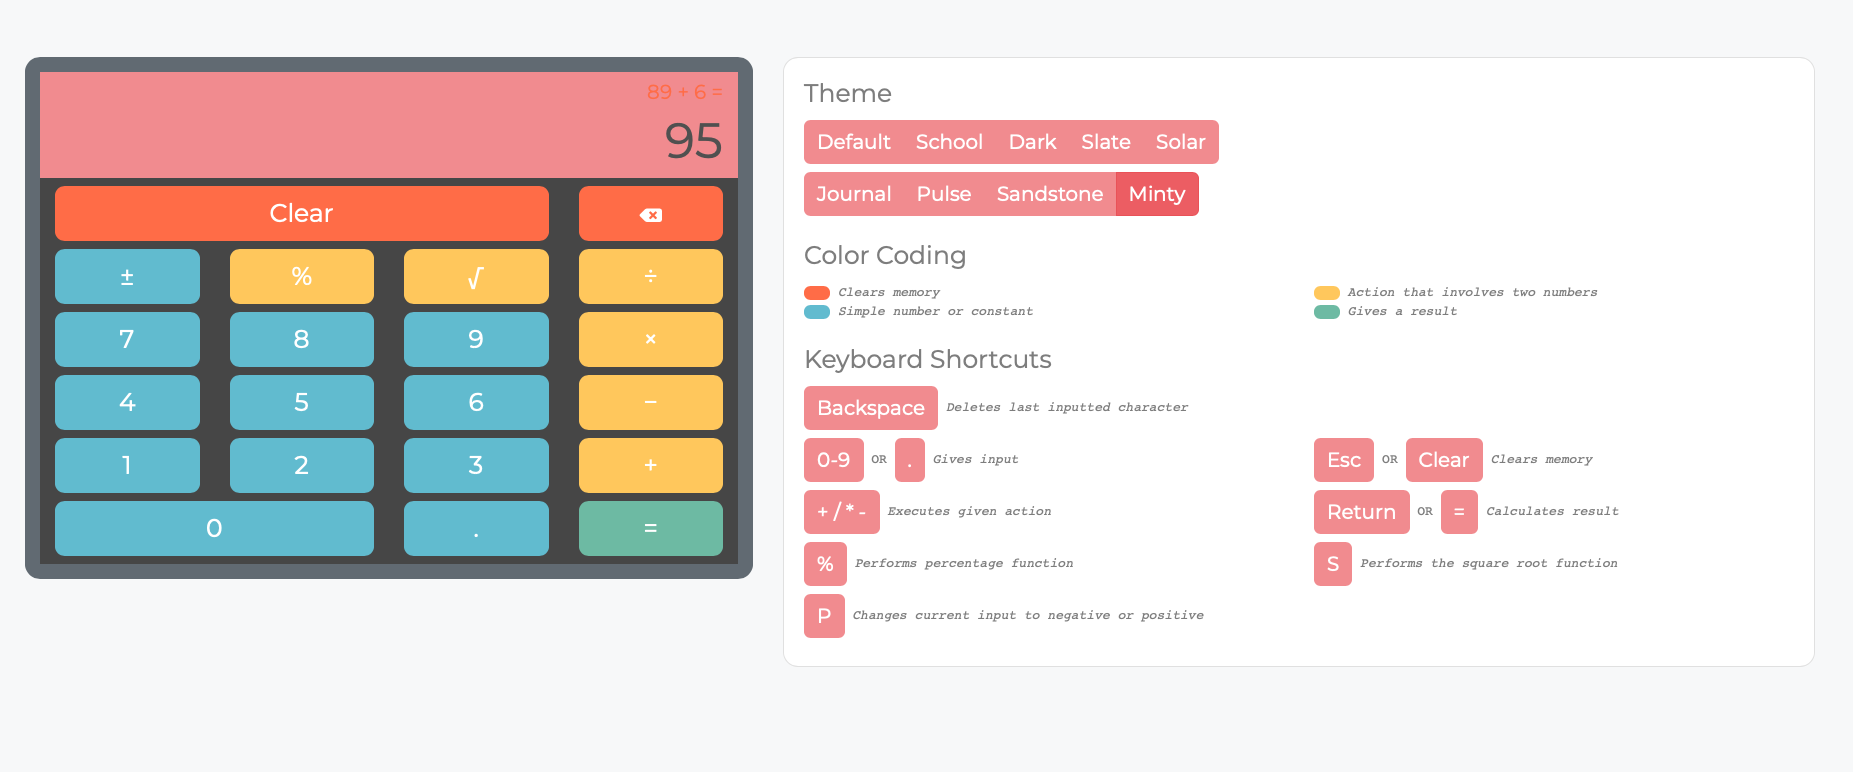 89 + 6 =
95
Clear
± % √ ÷
7 8 9 ×
4 5 6 −
1 2 3 +
0 . =
Theme
Default School Dark Slate Solar
Journal Pulse Sandstone Minty
Color Coding
Clears memory
Action that involves two numbers
Simple number or constant
Gives a result
Keyboard Shortcuts
Backspace Deletes last inputted character
0-9 OR . Gives input
Esc OR Clear Clears memory
+ / * - Executes given action
Return OR = Calculates result
% Performs percentage function
S Performs the square root function
P Changes current input to negative or positive